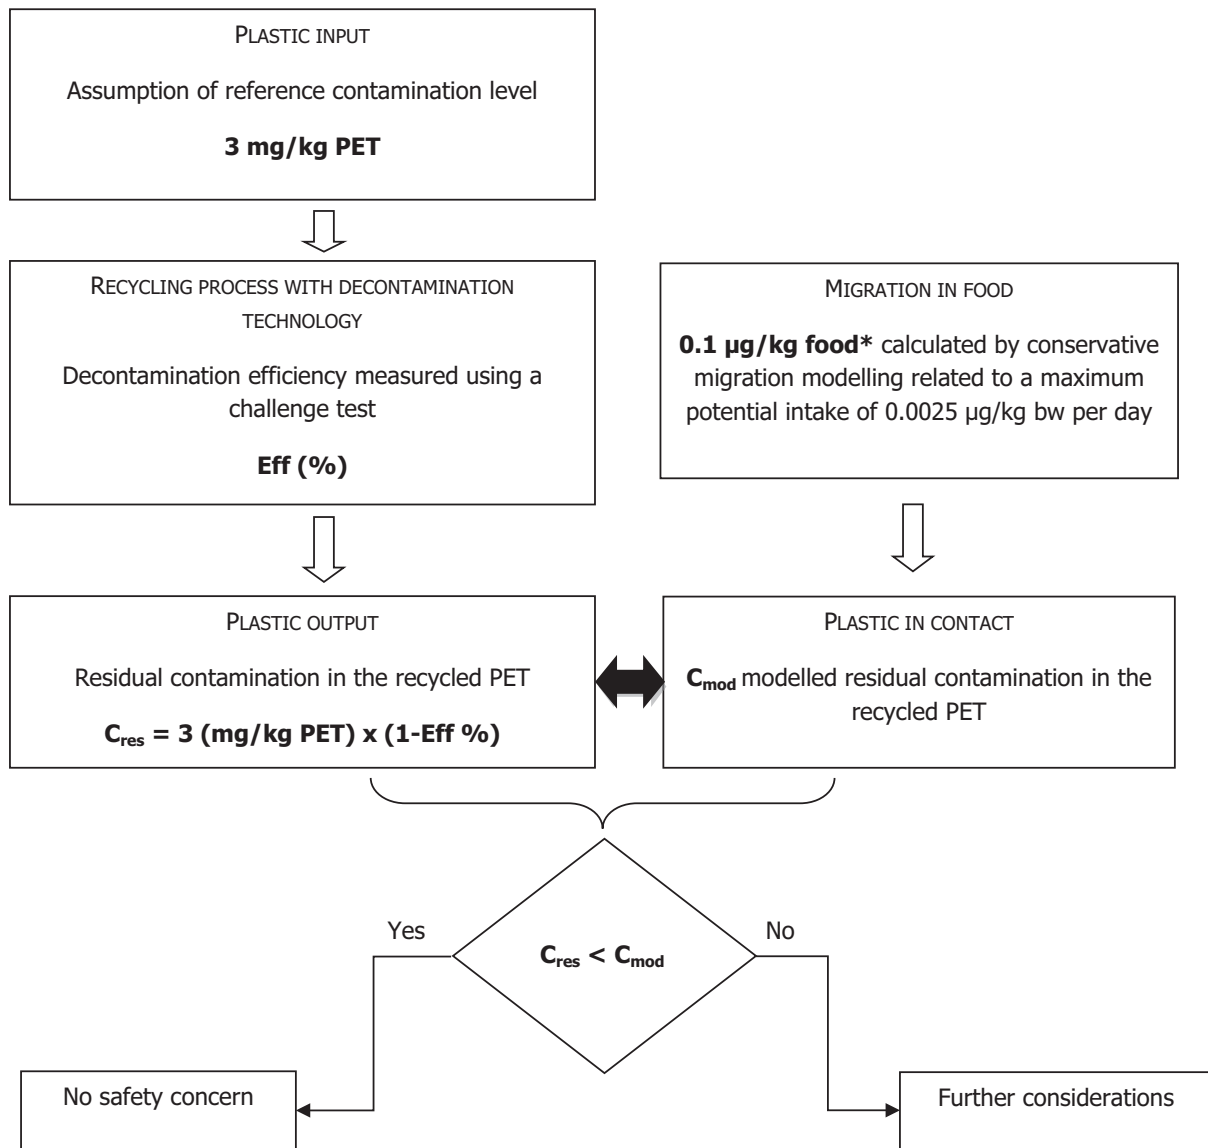 PLASTIC INPUT
Assumption of reference contamination level
3 mg/kg PET
RECYCLING PROCESS WITH DECONTAMINATION
TECHNOLOGY
Decontamination efficiency measured using a
challenge test
Eff (%)
MIGRATION IN FOOD
0.1 µg/kg food* calculated by conservative
migration modelling related to a maximum
potential intake of 0.0025 µg/kg bw per day
PLASTIC OUTPUT
Residual contamination in the recycled PET
Cres = 3 (mg/kg PET) x (1-Eff %)
PLASTIC IN CONTACT
Cmod modelled residual contamination in the
recycled PET
Yes
Cres < Cmod
No
No safety concern
Further considerations